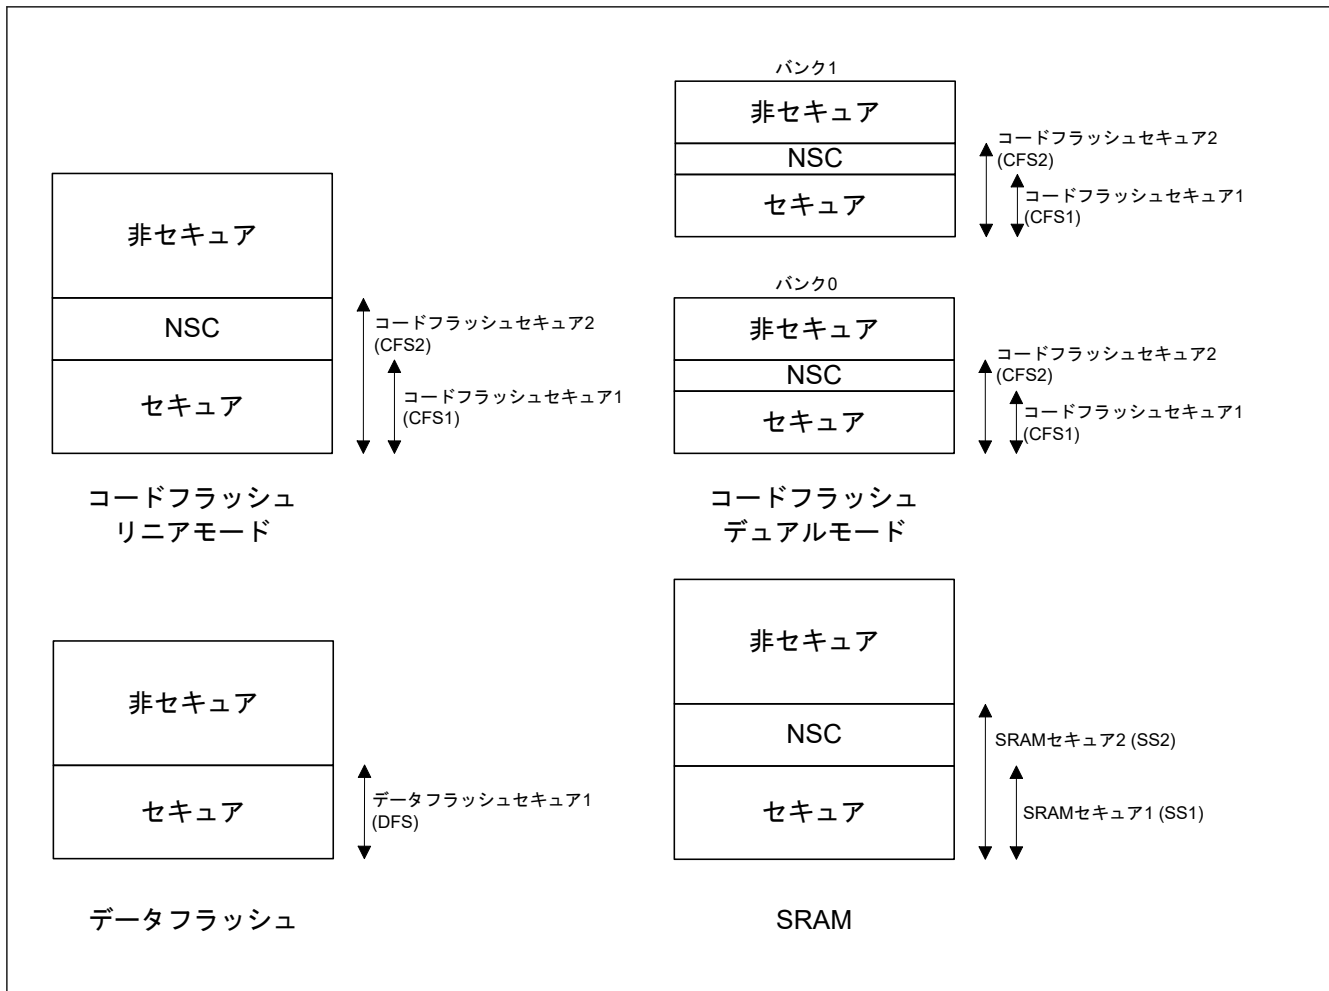 非セキュア
NSC
セキュア
コードフラッシュセキュア2
(CFS2)
コードフラッシュセキュア1
(CFS1)
コードフラッシュ
リニアモード
バンク1
非セキュア
NSC
セキュア
コードフラッシュセキュア2
(CFS2)
コードフラッシュセキュア1
(CFS1)
バンク0
非セキュア
NSC
セキュア
コードフラッシュセキュア2
(CFS2)
コードフラッシュセキュア1
(CFS1)
コードフラッシュ
デュアルモード
非セキュア
セキュア
データフラッシュセキュア1
(DFS)
データフラッシュ
非セキュア
NSC
セキュア
SRAMセキュア2 (SS2)
SRAMセキュア1 (SS1)
SRAM